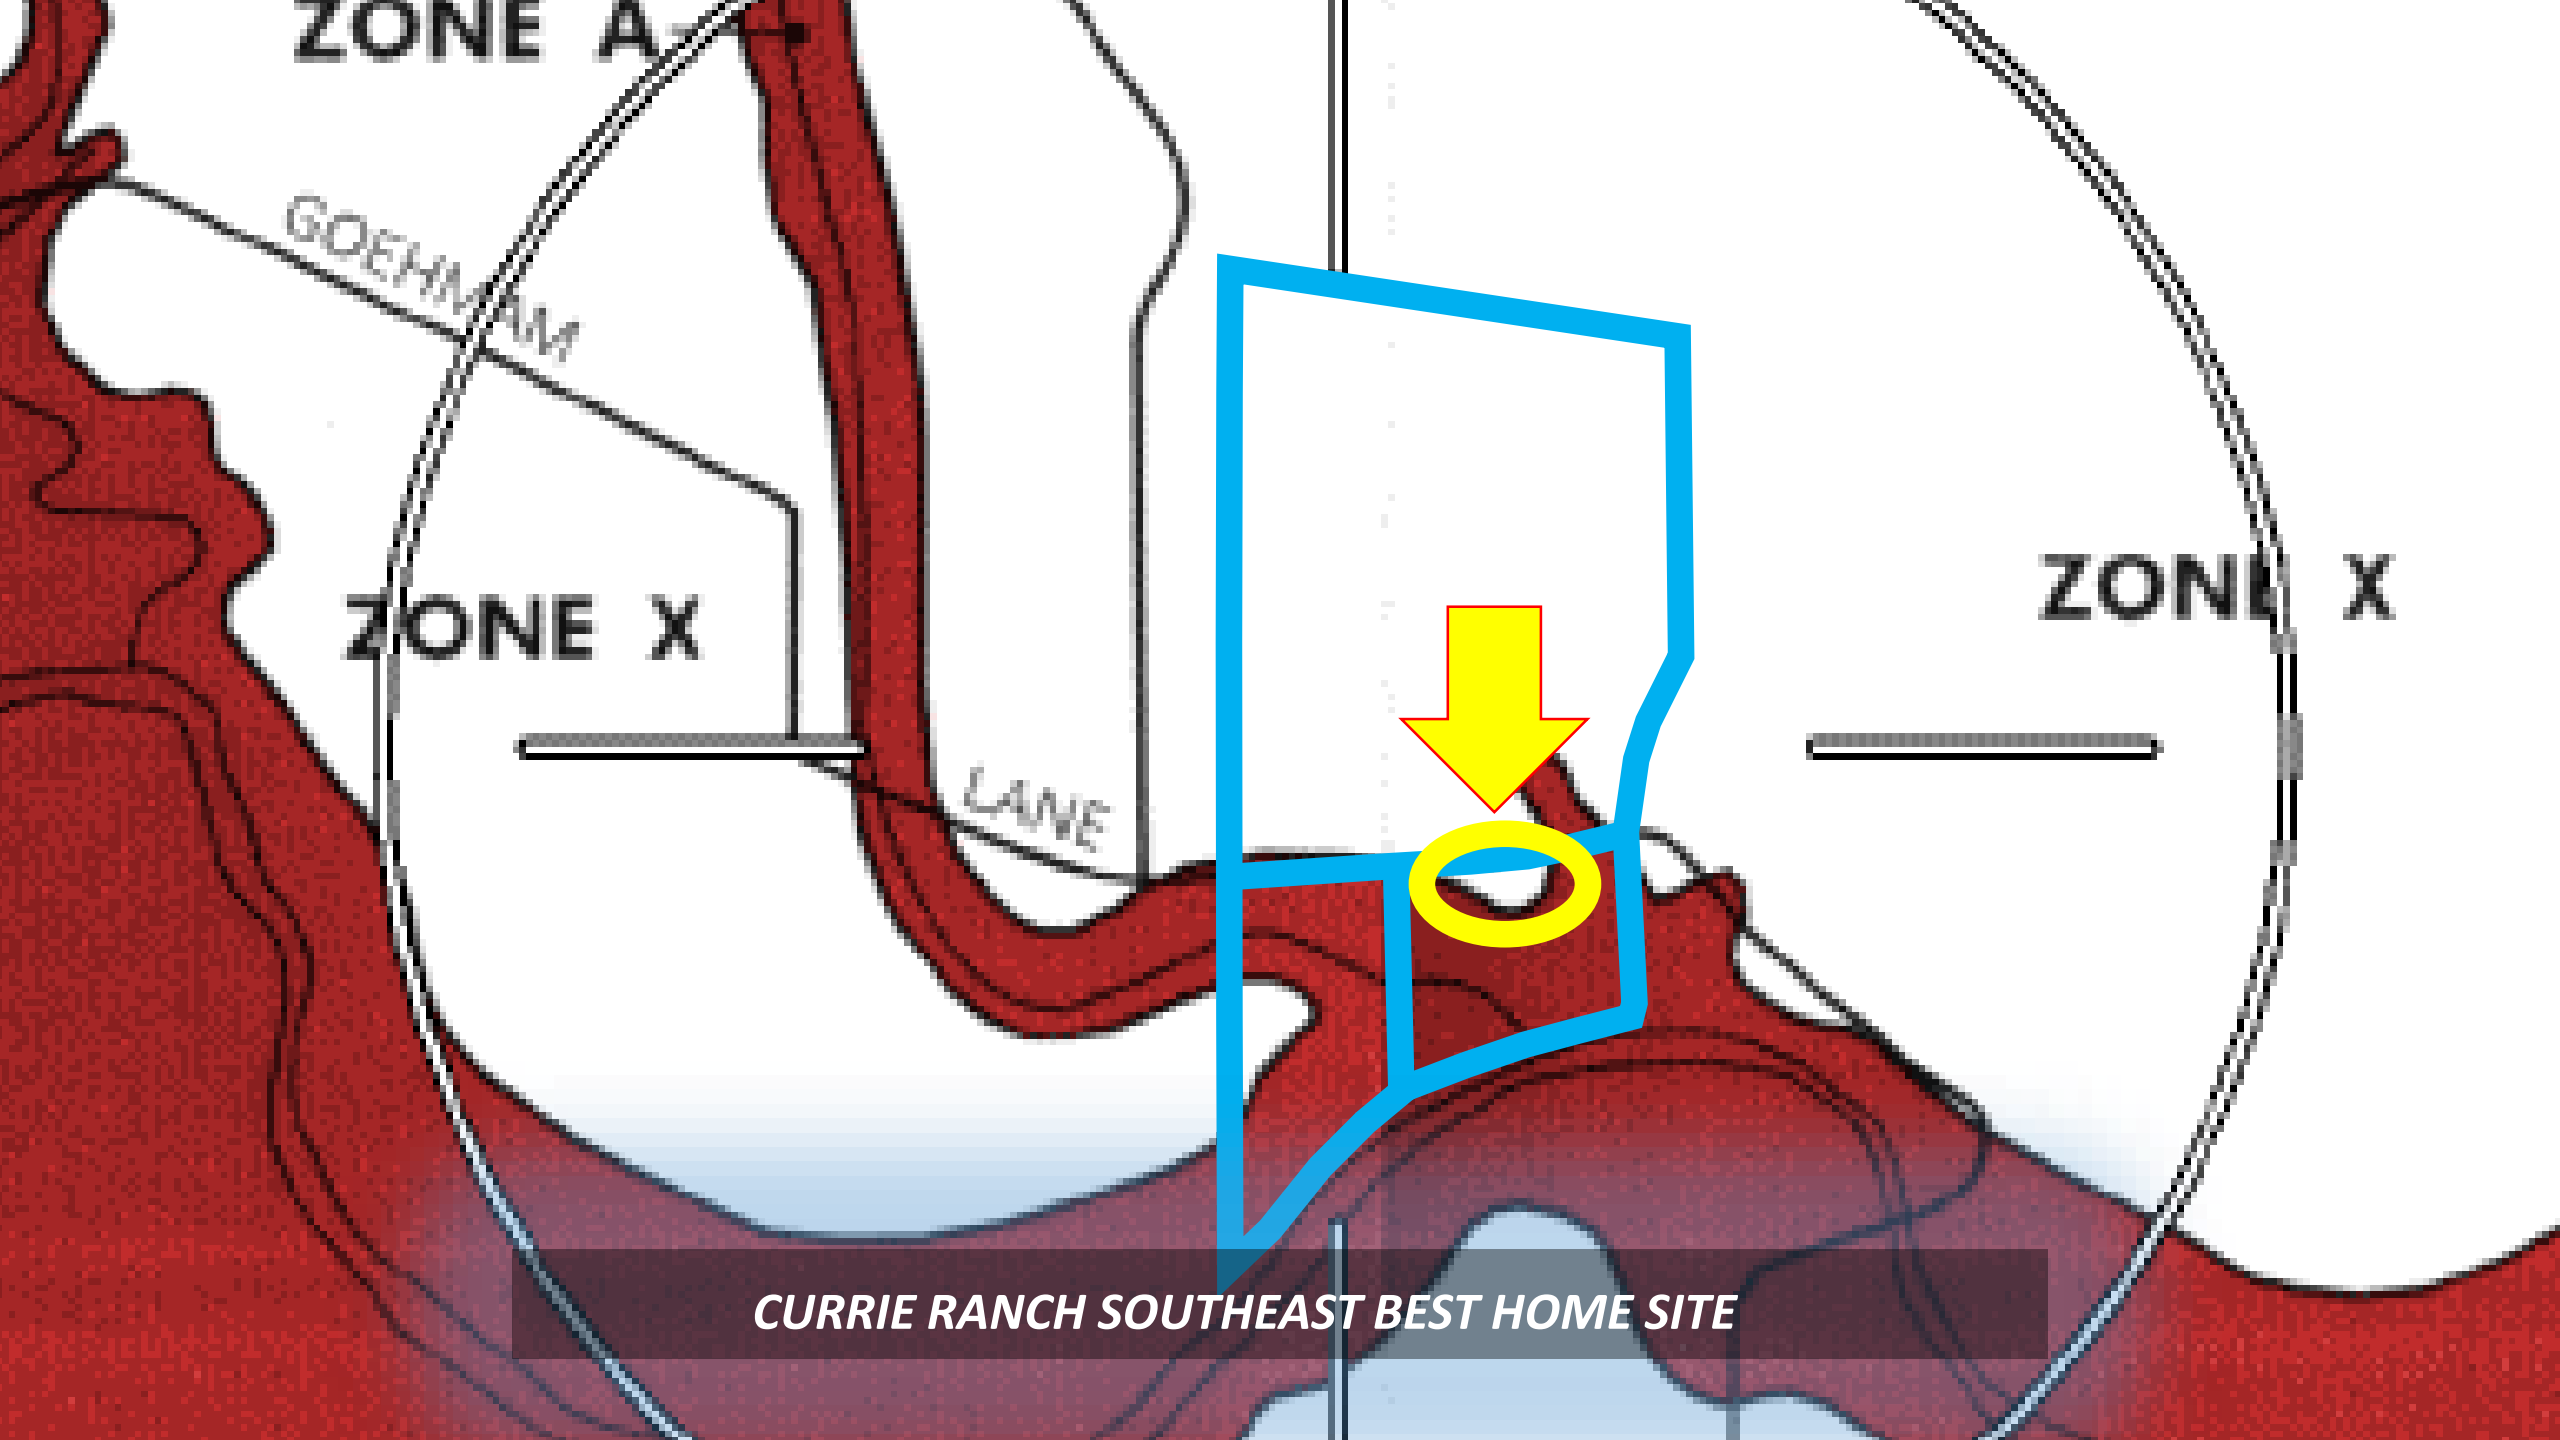 ZONE A
GOEHMAM
ZONE X
ZONE X
LANE
CURRIE RANCH SOUTHEAST BEST HOME SITE